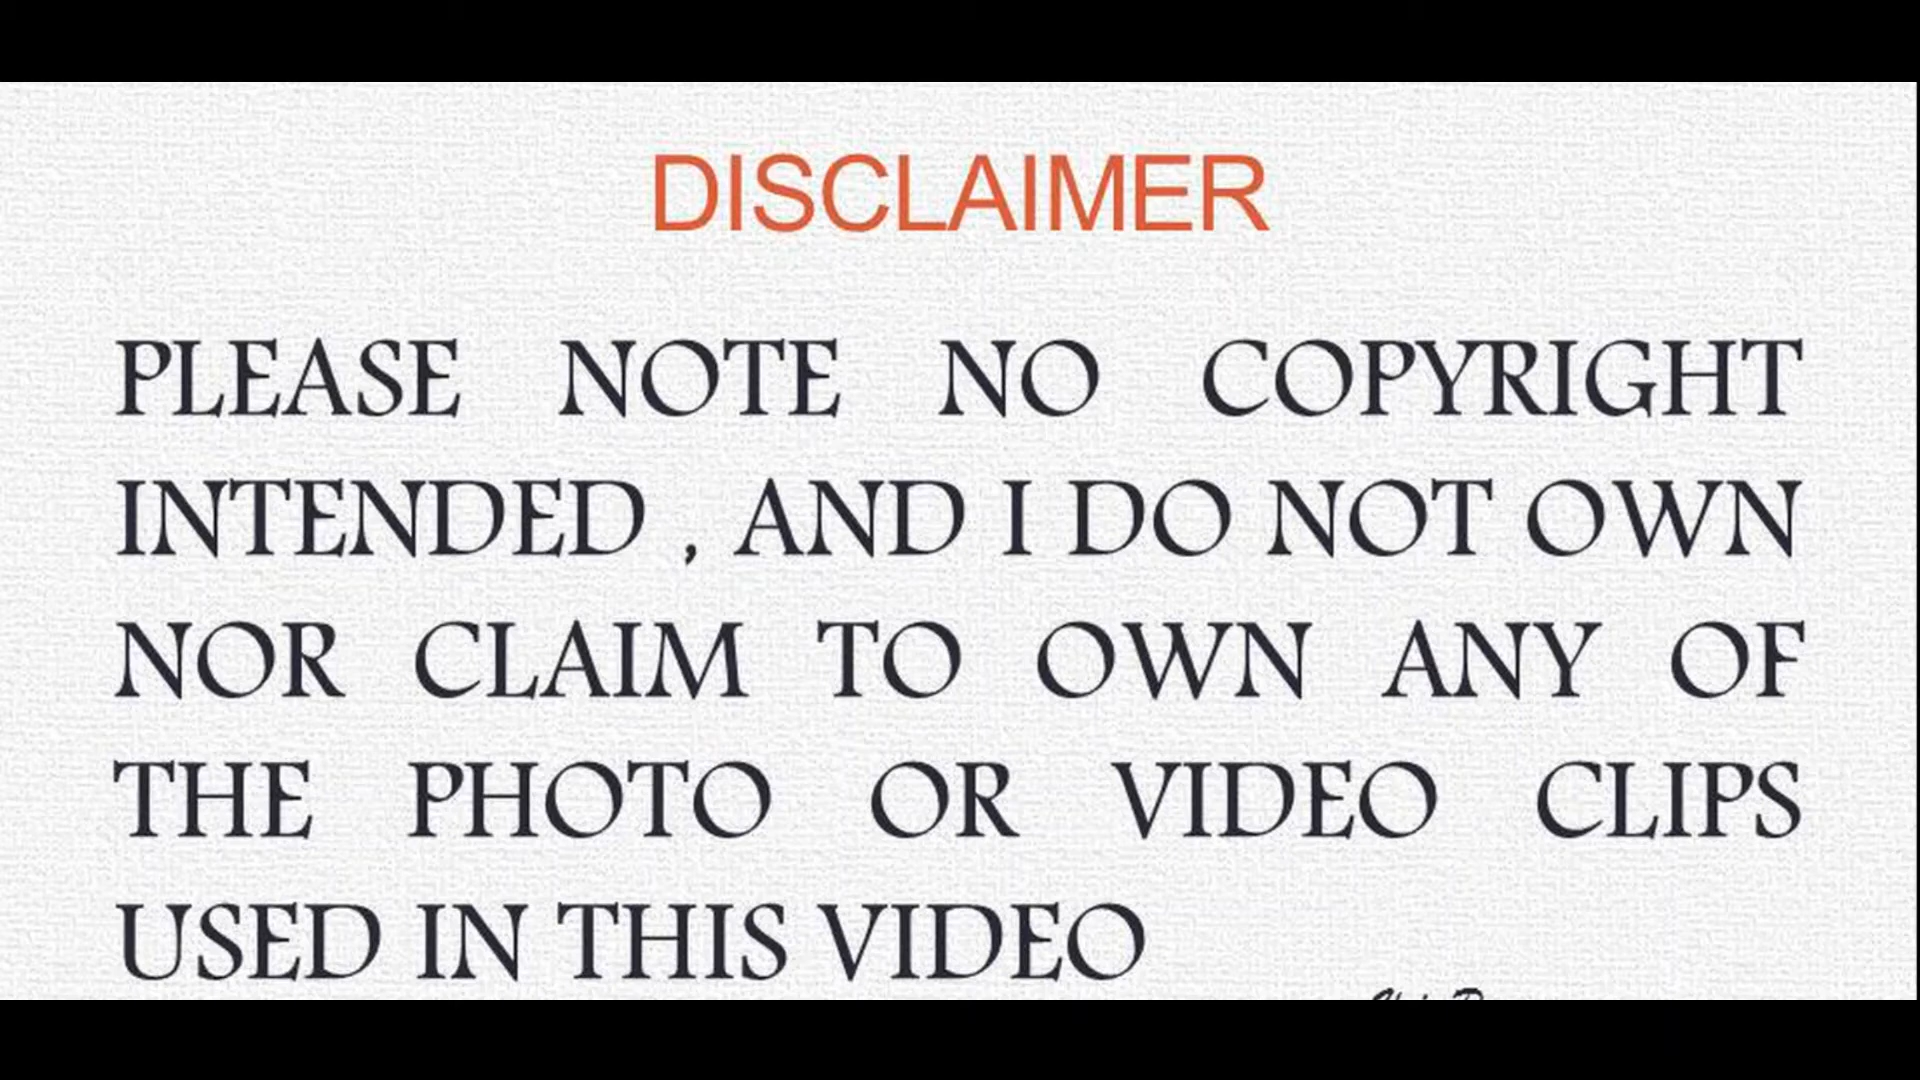 DISCLAIMER
PLEASE NOTE NO COPYRIGHT
INTENDED , AND I DO NOT OWN
NOR CLAIM TO OWN ANY OF
THE PHOTO OR VIDEO CLIPS
USED IN THIS VIDEO